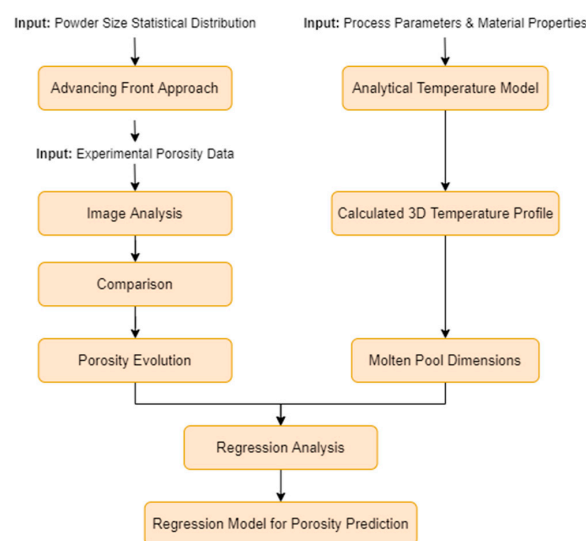 Input: Powder Size Statistical Distribution
Input: Process Parameters & Material Properties
Advancing Front Approach
Analytical Temperature Model
Input: Experimental Porosity Data
Image Analysis
Calculated 3D Temperature Profile
Comparison
Porosity Evolution
Molten Pool Dimensions
Regression Analysis
Regression Model for Porosity Prediction